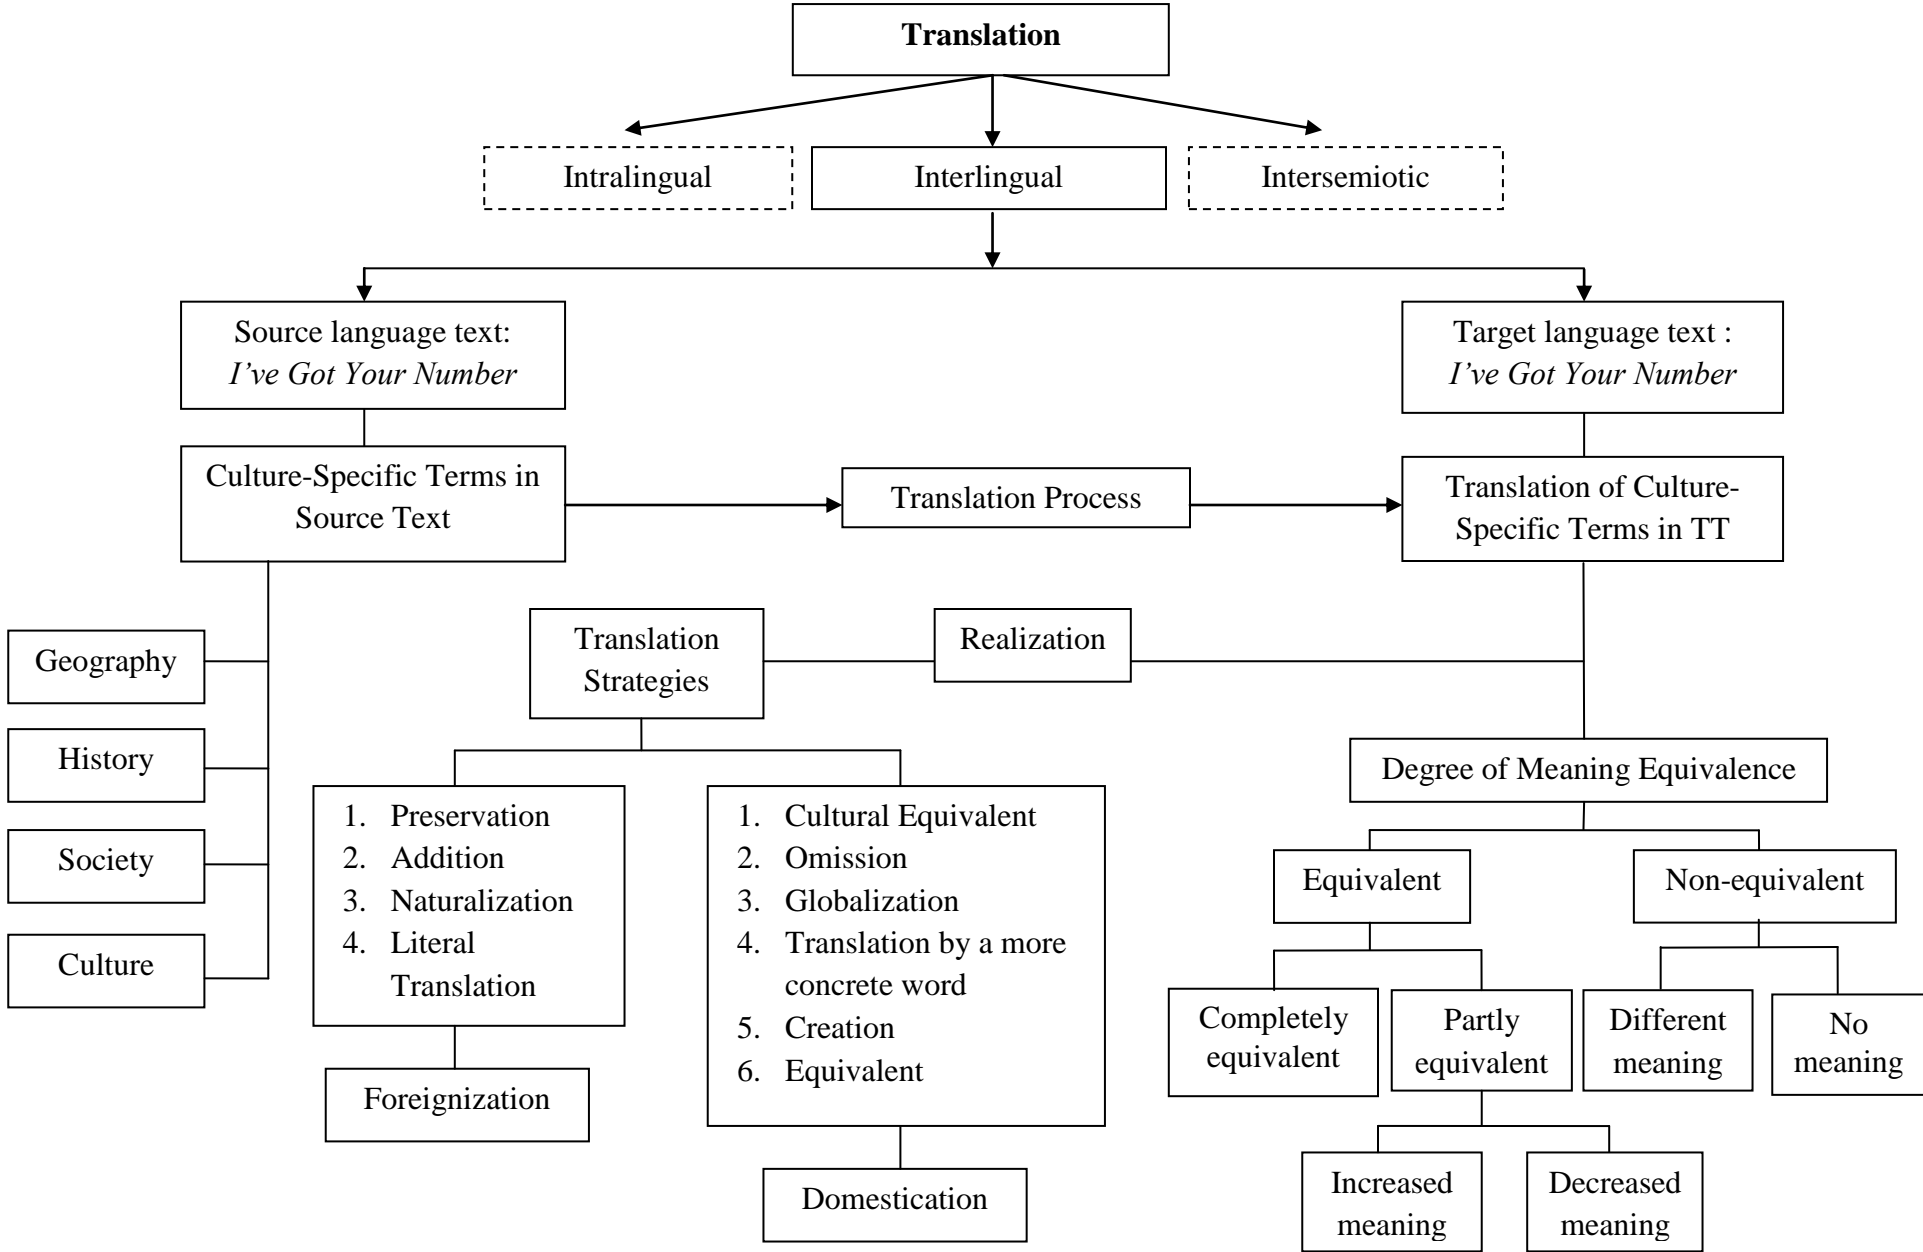 Translation
Intralingual
Interlingual
Intersemiotic
Source language text:
I’ve Got Your Number
Target language text :
I’ve Got Your Number
Culture-Specific Terms in
Source Text
Translation Process
Translation of Culture-
Specific Terms in TT
Geography
History
Society
Culture
Translation
Strategies
Realization
1. Preservation
2. Addition
3. Naturalization
4. Literal
Translation
Foreignization
1. Cultural Equivalent
2. Omission
3. Globalization
4. Translation by a more
concrete word
5. Creation
6. Equivalent
Domestication
Degree of Meaning Equivalence
Equivalent
Non-equivalent
Completely
equivalent
Partly
equivalent
Different
meaning
No
meaning
Increased
meaning
Decreased
meaning